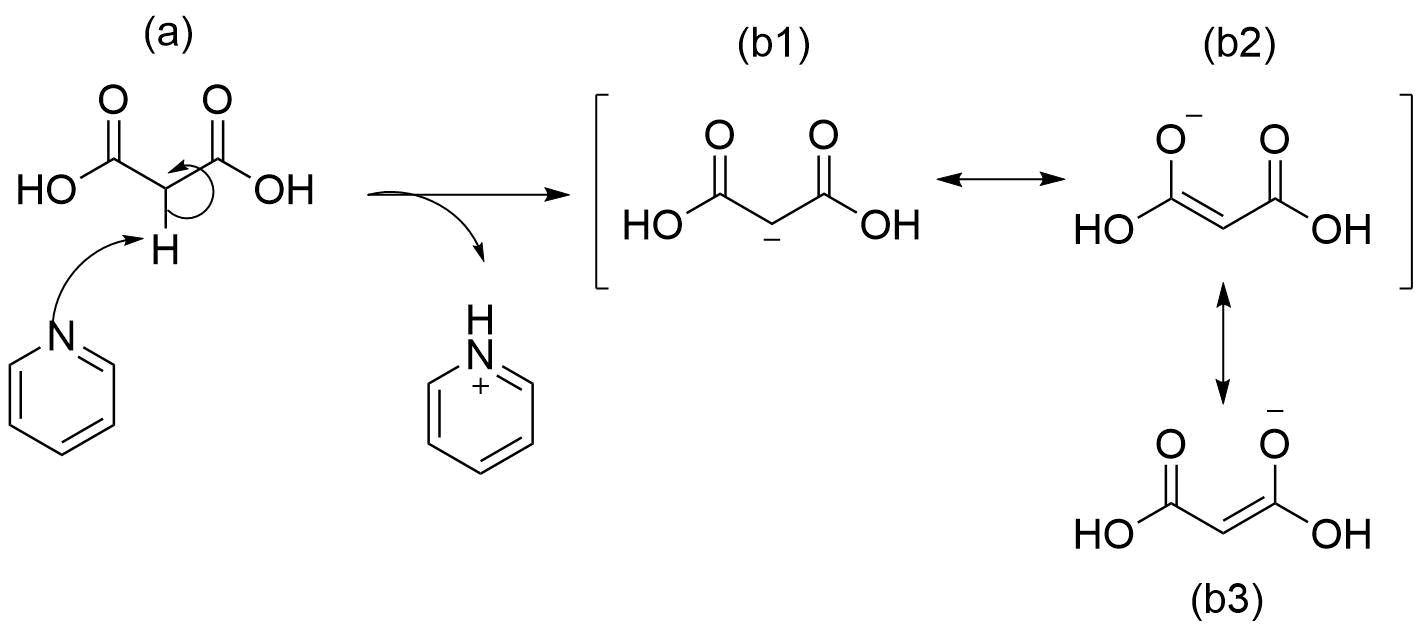 (a)
(b1)
(b2)
O O
HO OH
H
N
H
N
+
O O
HO OH
−
O− O
HO OH
O O−
HO OH
(b3)